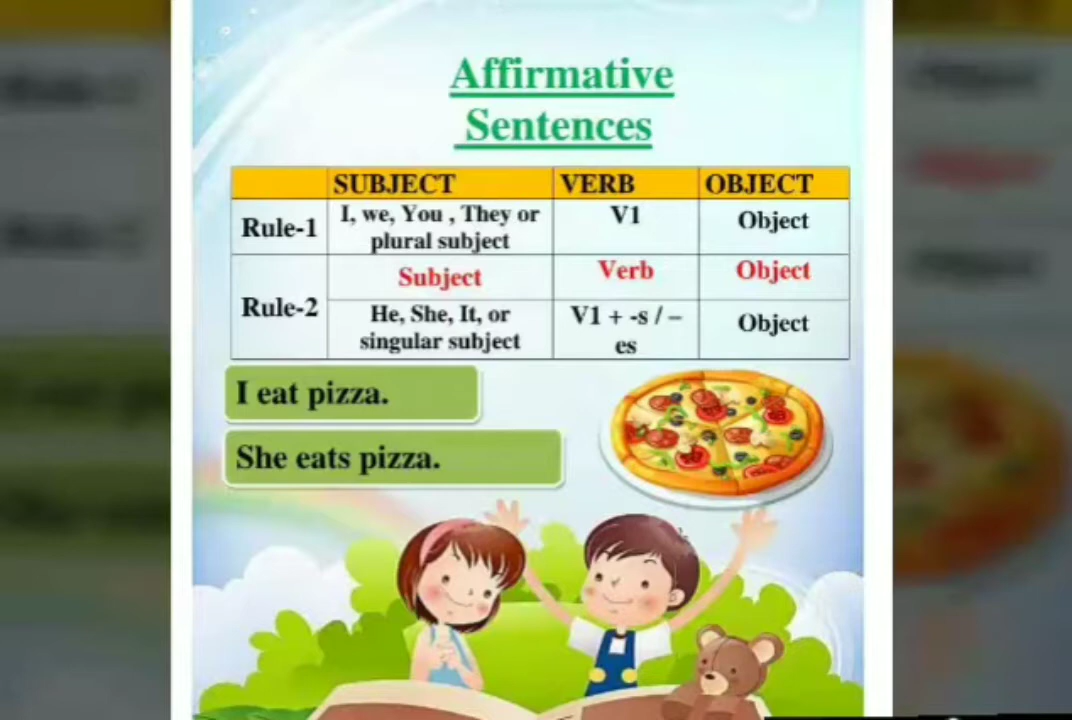 Affirmative
Sentences
SUBJECT VERB OBJECT
Rule-1 I, we, You , They or plural subject V1 Object
Subject Verb Object
Rule-2 He, She, It, or singular subject V1 + -s / – es Object
I eat pizza.
She eats pizza.